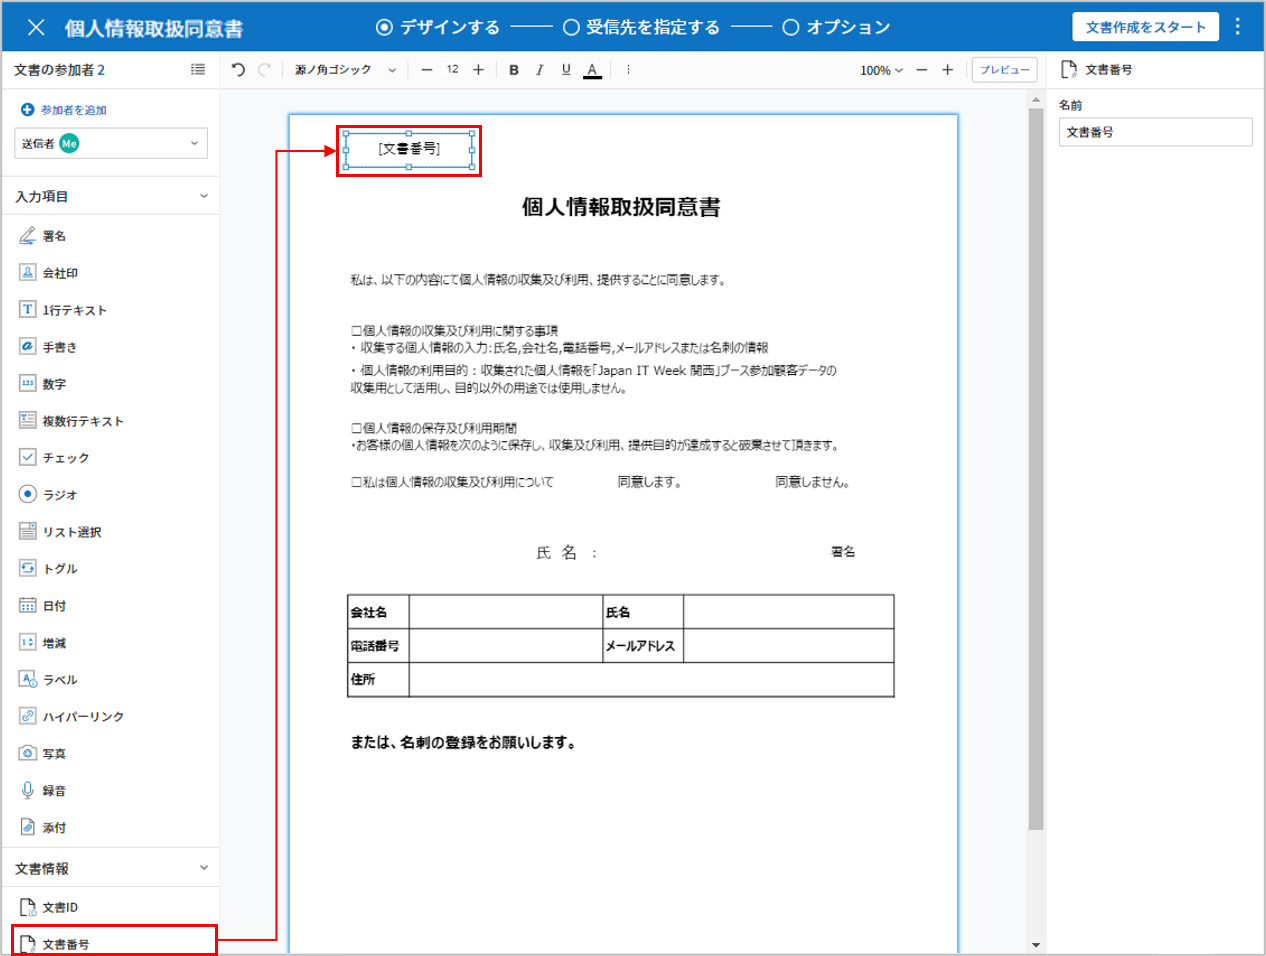 個人情報取扱同意書
デザインする
受信先を指定する
オプション
文書作成をスタート
文書の参加者 2
源ノ角ゴシック
12
B I U A
100%
プレビュー
文書番号
参加者を追加
送信者 Me
入力項目
署名
会社印
1行テキスト
手書き
数字
複数行テキスト
チェック
ラジオ
リスト選択
トグル
日付
増減
ラベル
ハイパーリンク
写真
録音
添付
文書情報
文書ID
文書番号
[文書番号]
個人情報取扱同意書
私は、以下の内容にて個人情報の収集及び利用、提供することに同意します。
□個人情報の収集及び利用に関する事項
・ 収集する個人情報の入力:氏名,会社名,電話番号,メールアドレスまたは名刺の情報
・ 個人情報の利用目的 : 収集された個人情報を「Japan IT Week 関西」ブース参加顧客データの
収集用として活用し、目的以外の用途では使用しません。
□個人情報の保存及び利用期間
・お客様の個人情報を次のように保存し、収集及び利用、提供目的が達成すると破棄させて頂きます。
□私は個人情報の収集及び利用について 同意します。 同意しません。
氏 名 : 署名
会社名 氏名
電話番号 メールアドレス
住所
または、名刺の登録をお願いします。
名前
文書番号